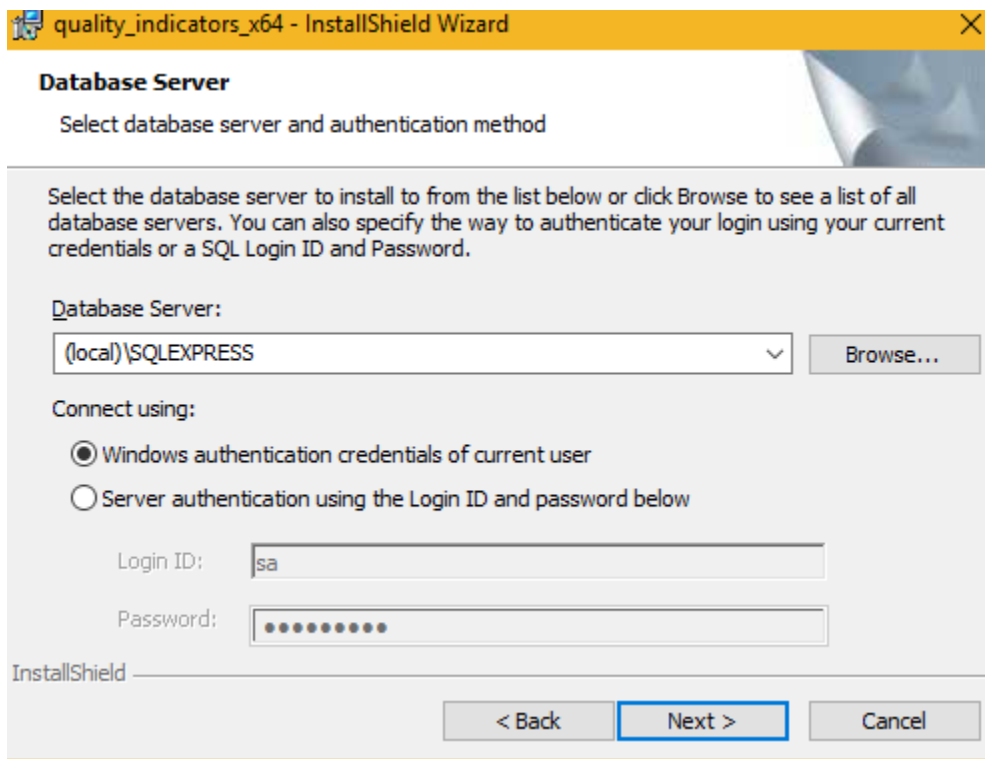 quality_indicators_x64 - InstallShield Wizard
Database Server
Select database server and authentication method
Select the database server to install to from the list below or click Browse to see a list of all
database servers. You can also specify the way to authenticate your login using your current
credentials or a SQL Login ID and Password.
Database Server:
(local)\SQLEXPRESS
Browse...
Connect using:
Windows authentication credentials of current user
Server authentication using the Login ID and password below
Login ID:
sa
Password:
●●●●●●●●●
InstallShield
< Back
Next >
Cancel